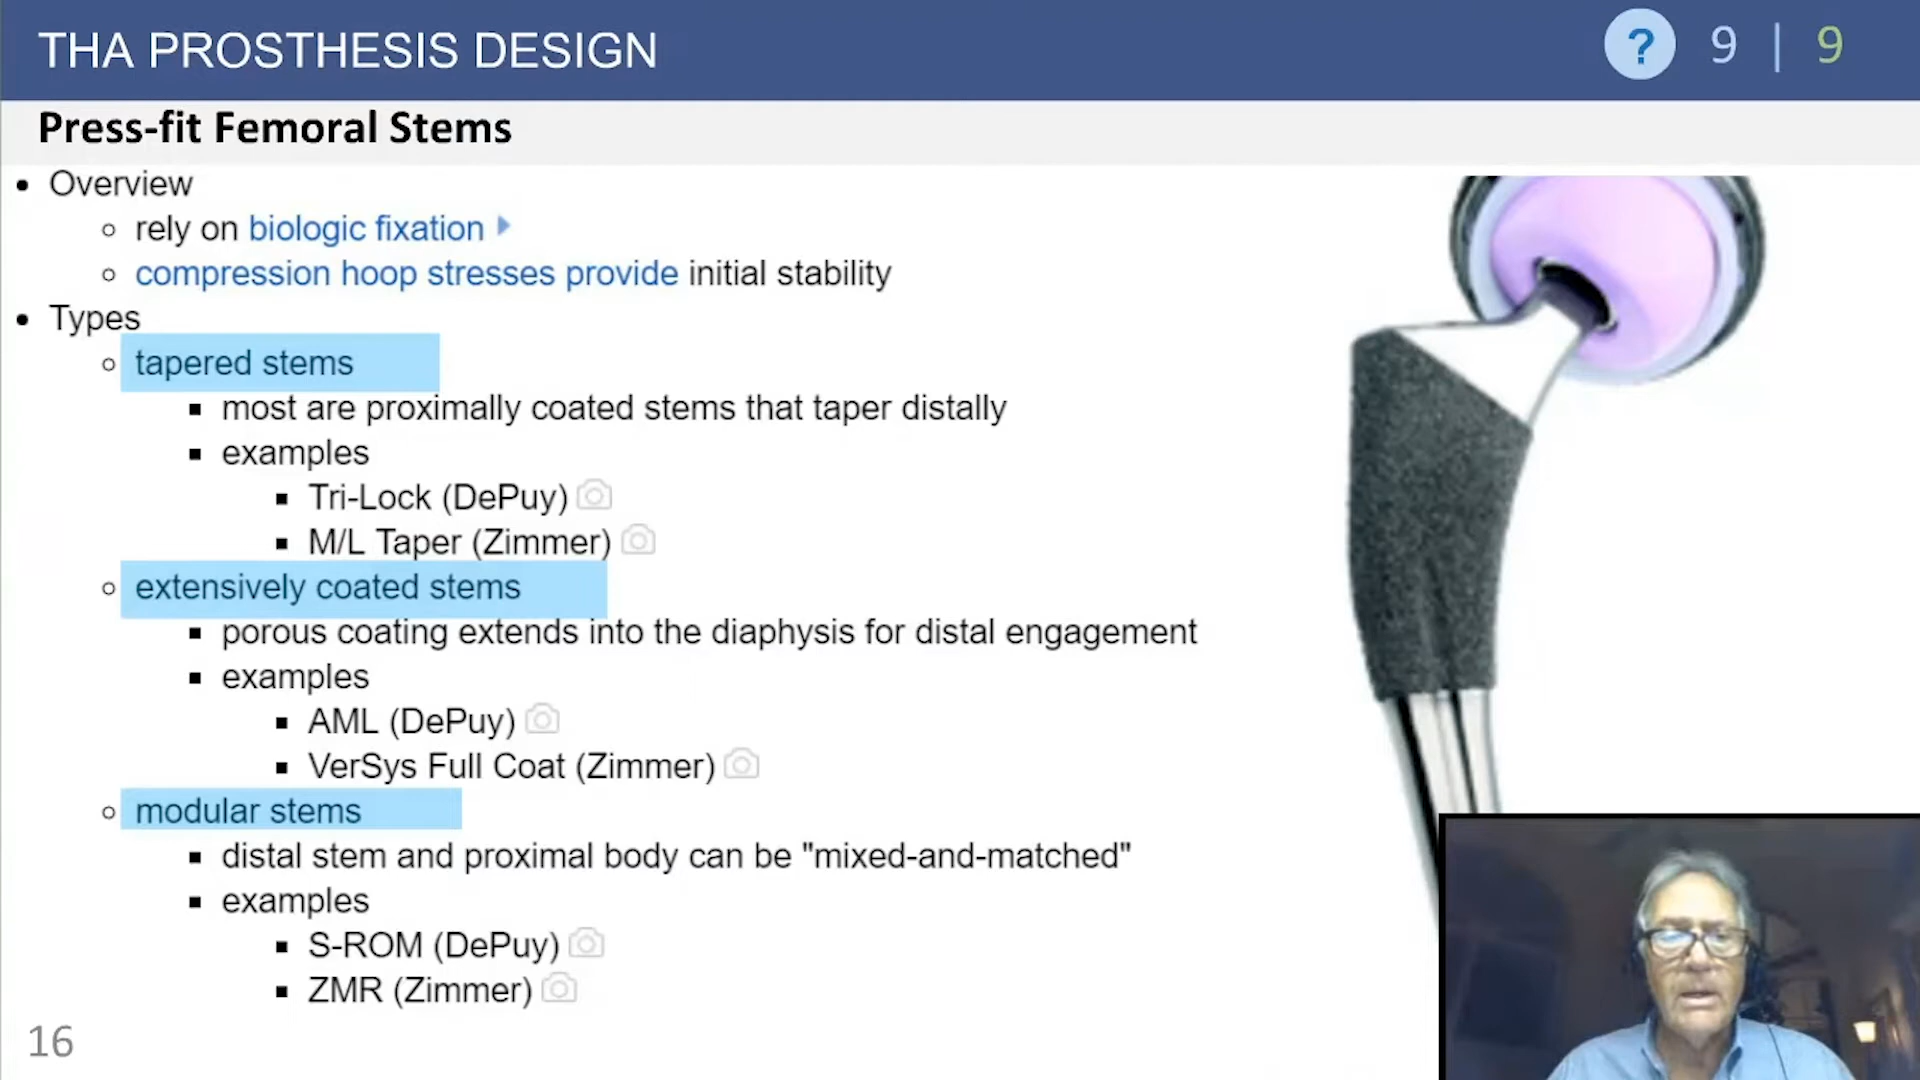 THA PROSTHESIS DESIGN
? 9 | 9
Press-fit Femoral Stems
• Overview
○ rely on biologic fixation
○ compression hoop stresses provide initial stability
• Types
○ tapered stems
▪ most are proximally coated stems that taper distally
▪ examples
▪ Tri-Lock (DePuy)
▪ M/L Taper (Zimmer)
○ extensively coated stems
▪ porous coating extends into the diaphysis for distal engagement
▪ examples
▪ AML (DePuy)
▪ VerSys Full Coat (Zimmer)
○ modular stems
▪ distal stem and proximal body can be "mixed-and-matched"
▪ examples
▪ S-ROM (DePuy)
▪ ZMR (Zimmer)
16